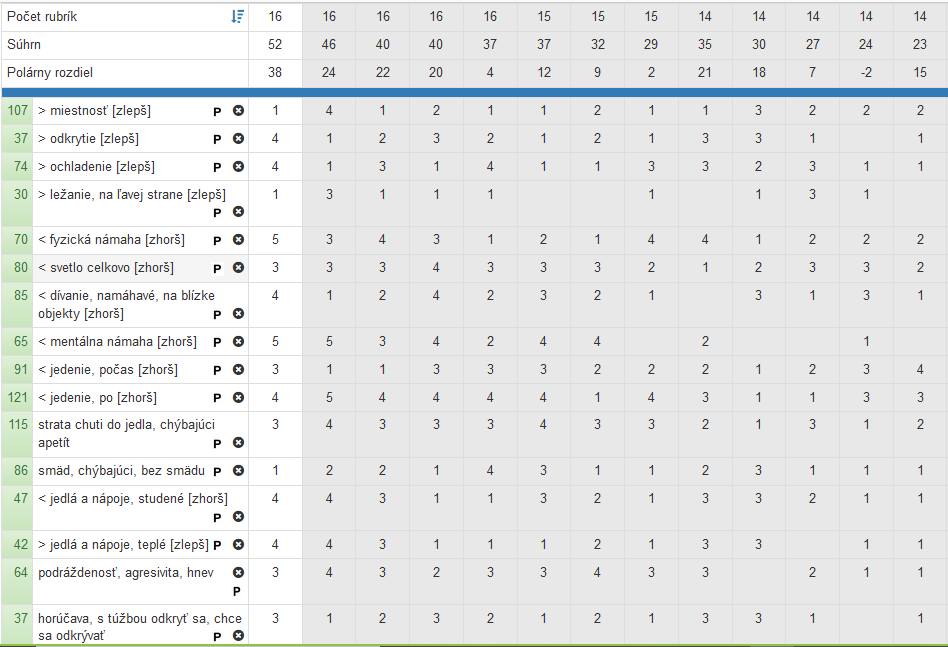 Počet rubrík 16 16 16 16 16 15 15 15 14 14 14 14 14
Súhrn 52 46 40 40 37 37 32 29 35 30 27 24 23
Polárny rozdiel 38 24 22 20 4 12 9 2 21 18 7 -2 15
107 > miestnosť [zlepš] P 1 4 1 2 1 1 2 1 1 3 2 2 2
37 > odkrytie [zlepš] P 4 1 2 3 2 1 2 1 3 3 1 1
74 > ochladenie [zlepš] P 4 1 3 1 4 1 1 3 3 2 3 1 1
30 > ležanie, na ľavej strane [zlepš] 1 3 1 1 1 1 1 3 1
P
70 < fyzická námaha [zhorš] P 5 3 4 3 1 2 1 4 4 1 2 2 2
80 < svetlo celkovo [zhorš] P 3 3 3 4 3 3 3 2 1 2 3 3 2
85 < dívanie, namáhavé, na blízke 4 1 2 4 2 3 2 1 3 1 3 1
objekty [zhorš] P
65 < mentálna námaha [zhorš] P 5 5 3 4 2 4 4 2 1
91 < jedenie, počas [zhorš] P 3 1 1 3 3 3 2 2 2 1 2 3 4
121 < jedenie, po [zhorš] P 4 5 4 4 4 4 1 4 3 1 1 3 3
115 strata chuti do jedla, chýbajúci 3 4 3 3 3 4 3 3 2 1 3 1 2
apetít P
86 smäd, chýbajúci, bez smädu P 1 2 2 1 4 3 1 1 2 3 1 1 1
47 < jedlá a nápoje, studené [zhorš] 4 4 3 1 1 3 2 1 3 3 2 1 1
P
42 > jedlá a nápoje, teplé [zlepš] P 4 4 3 1 1 1 2 1 3 3 1 1
64 podráždenosť, agresivita, hnev 3 4 3 2 3 3 4 3 3 2 1 1
P
37 horúčava, s túžbou odkryť sa, chce 3 1 2 3 2 1 2 1 3 3 1 1
sa odkrývať P